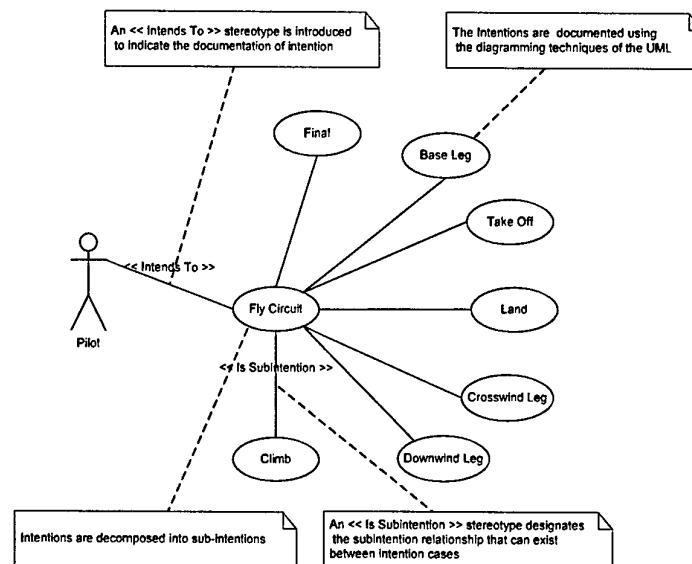 An << Intends To >> stereotype is introduced
to indicate the documentation of intention
The Intentions are documented using
the diagramming techniques of the UML
Final
Base Leg
Take Off
<< Intends To >>
Fly Circuit
Land
Pilot
<< Is Subintention >>
Crosswind Leg
Climb
Downwind Leg
Intentions are decomposed into sub-intentions
An << Is Subintention >> stereotype designates
the subintention relationship that can exist
between intention cases